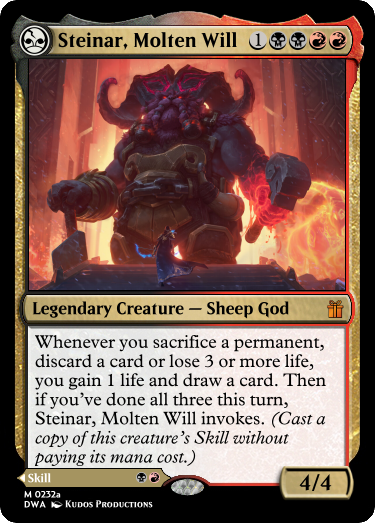 Steinar, Molten Will 1
Legendary Creature — Sheep God
Whenever you sacrifice a permanent,
discard a card or lose 3 or more life,
you gain 1 life and draw a card. Then
if you've done all three this turn,
Steinar, Molten Will invokes. (Cast a
copy of this creature's Skill without
paying its mana cost.)
Skill
4/4
M 0232a
DWA Kudos Productions